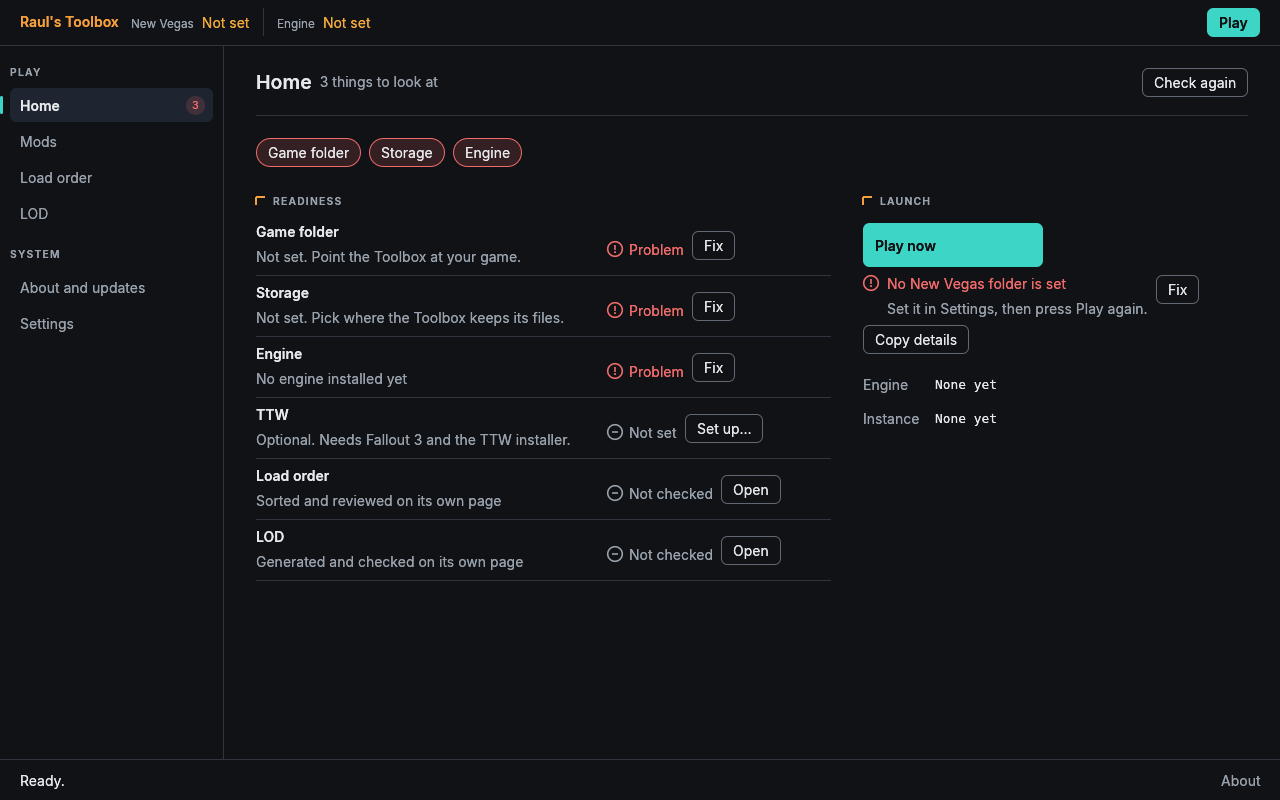 Raul's Toolbox New Vegas Not set Engine Not set Play
PLAY
Home 3
Mods
Load order
LOD
SYSTEM
About and updates
Settings
Home 3 things to look at Check again
Game folder Storage Engine
READINESS
Game folder
Not set. Point the Toolbox at your game.
Problem Fix
Storage
Not set. Pick where the Toolbox keeps its files.
Problem Fix
Engine
No engine installed yet
Problem Fix
TTW
Optional. Needs Fallout 3 and the TTW installer.
Not set Set up...
Load order
Sorted and reviewed on its own page
Not checked Open
LOD
Generated and checked on its own page
Not checked Open
LAUNCH
Play now
No New Vegas folder is set
Set it in Settings, then press Play again.
Fix
Copy details
Engine None yet
Instance None yet
Ready. About